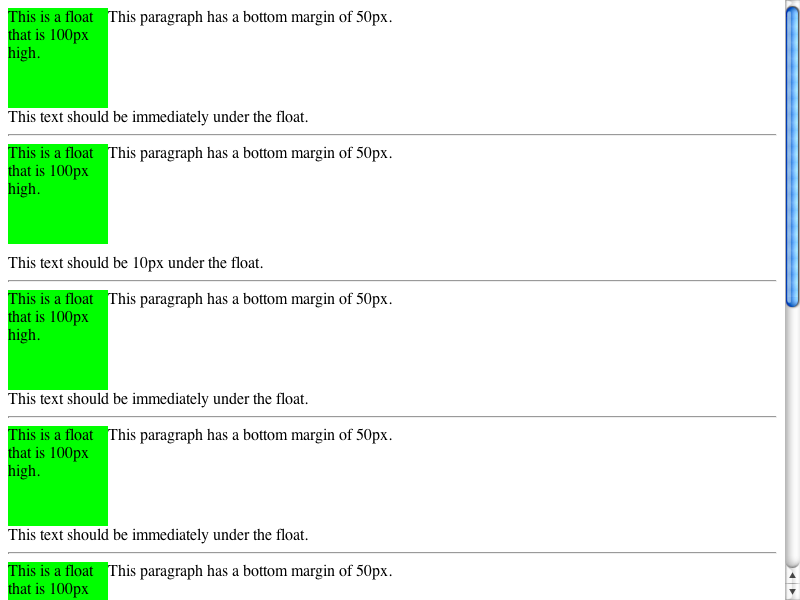 This is a float
that is 100px
high.
This paragraph has a bottom margin of 50px.
This text should be immediately under the float.
This is a float
that is 100px
high.
This paragraph has a bottom margin of 50px.
This text should be 10px under the float.
This is a float
that is 100px
high.
This paragraph has a bottom margin of 50px.
This text should be immediately under the float.
This is a float
that is 100px
high.
This paragraph has a bottom margin of 50px.
This text should be immediately under the float.
This is a float
that is 100px
This paragraph has a bottom margin of 50px.